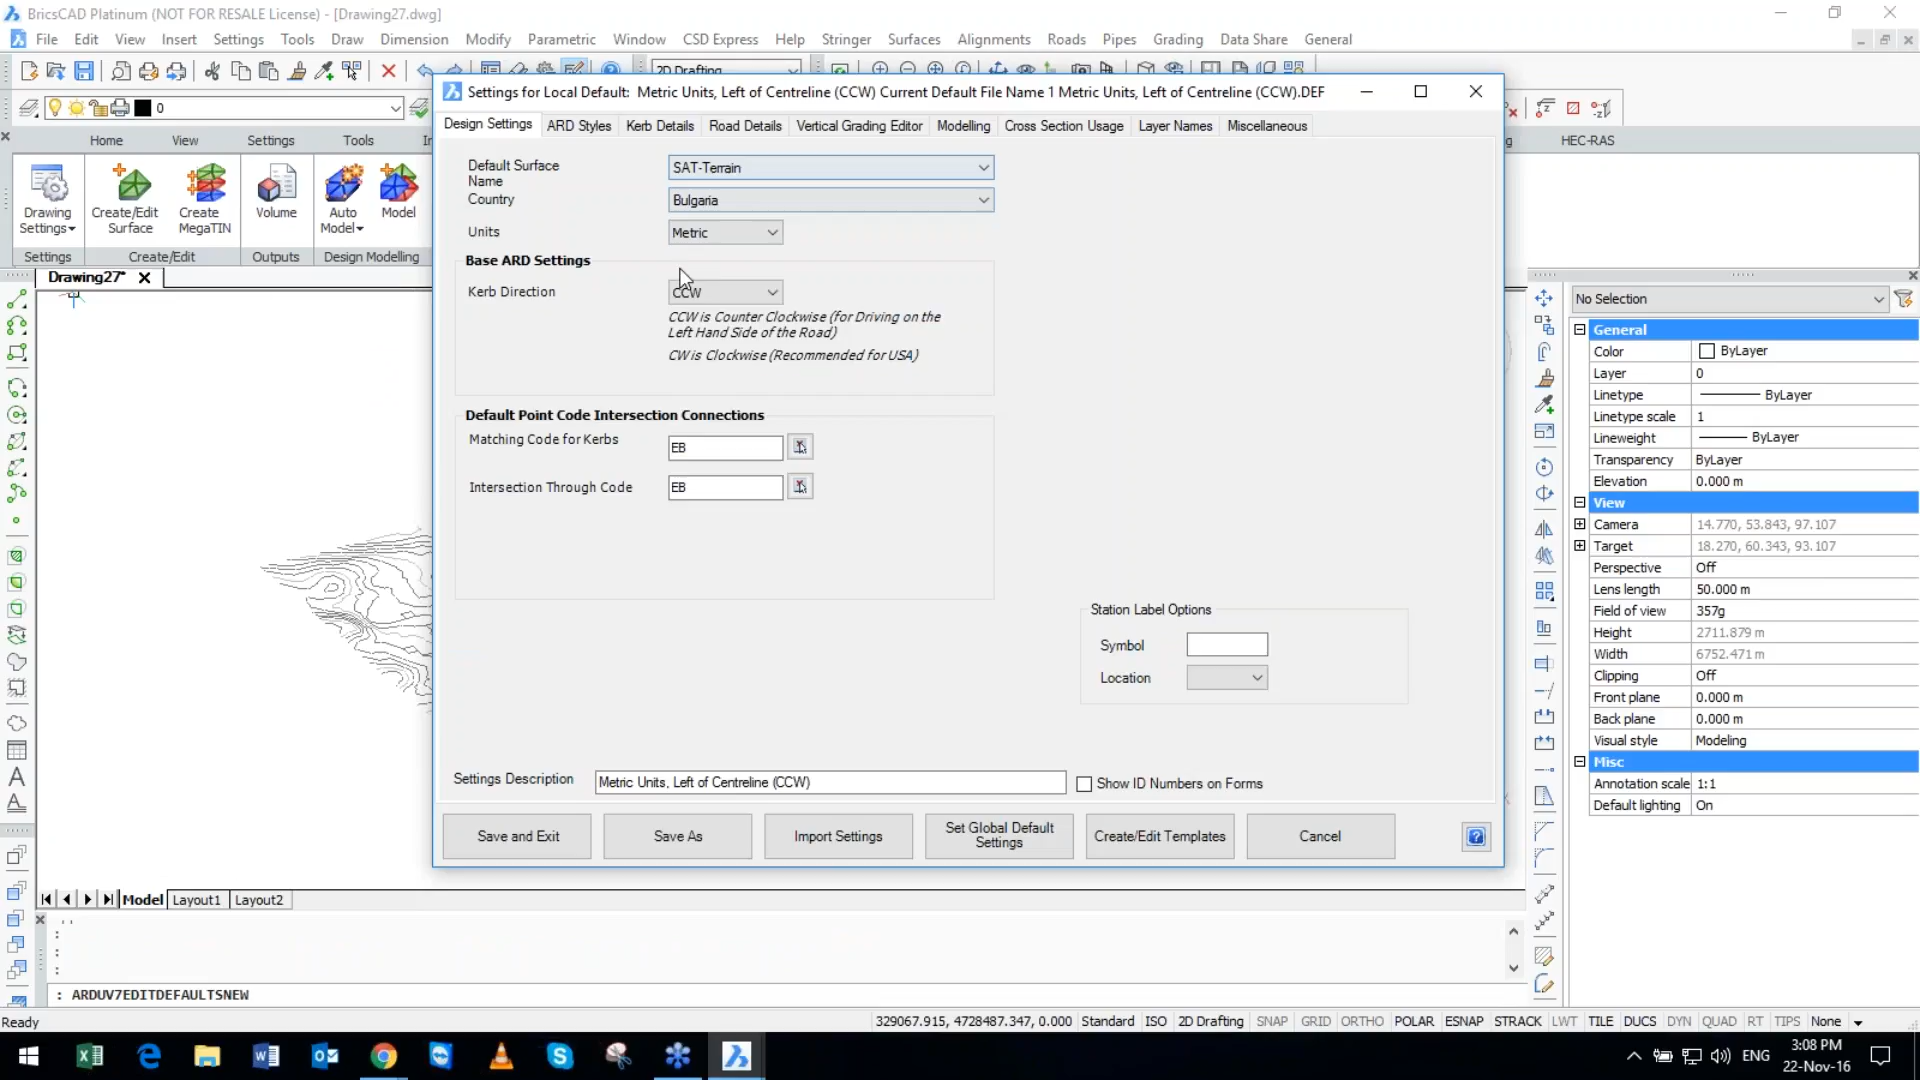 BricsCAD Platinum (NOT FOR RESALE License) - [Drawing27.dwg]
File Edit View Insert Settings Tools Draw Dimension Modify Parametric Window CSD Express Help Stringer Surfaces Alignments Roads Pipes Grading Data Share General
2D Drafting
0
Settings for Local Default: Metric Units, Left of Centreline (CCW) Current Default File Name 1 Metric Units, Left of Centreline (CCW).DEF
Design Settings ARD Styles Kerb Details Road Details Vertical Grading Editor Modelling Cross Section Usage Layer Names Miscellaneous
Home View Settings Tools
HEC-RAS
Drawing Settings
Create/Edit Surface
Create MegaTIN
Volume
Auto Model
Model
Settings Create/Edit Outputs Design Modelling
Drawing27*
Default Surface Name SAT-Terrain
Country Bulgaria
Units Metric
Base ARD Settings
Kerb Direction CCW
CCW is Counter Clockwise (for Driving on the
Left Hand Side of the Road)
CW is Clockwise (Recommended for USA)
Default Point Code Intersection Connections
Matching Code for Kerbs EB
Intersection Through Code EB
Station Label Options
Symbol
Location
Settings Description Metric Units, Left of Centreline (CCW) Show ID Numbers on Forms
Save and Exit Save As Import Settings Set Global Default Settings Create/Edit Templates Cancel
No Selection
General
Color ByLayer
Layer 0
Linetype ByLayer
Linetype scale 1
Lineweight ByLayer
Transparency ByLayer
Elevation 0.000 m
View
Camera 14.770, 53.843, 97.107
Target 18.270, 60.343, 93.107
Perspective Off
Lens length 50.000 m
Field of view 357g
Height 2711.879 m
Width 6752.471 m
Clipping Off
Front plane 0.000 m
Back plane 0.000 m
Visual style Modeling
Misc
Annotation scale 1:1
Default lighting On
Model Layout1 Layout2
:
:
:
: ARDUV7EDITDEFAULTSNEW
Ready 329067.915, 4728487.347, 0.000 Standard ISO 2D Drafting SNAP GRID ORTHO POLAR ESNAP STRACK LWT TILE DUCS DYN QUAD RT TIPS None
ENG
3:08 PM
22-Nov-16